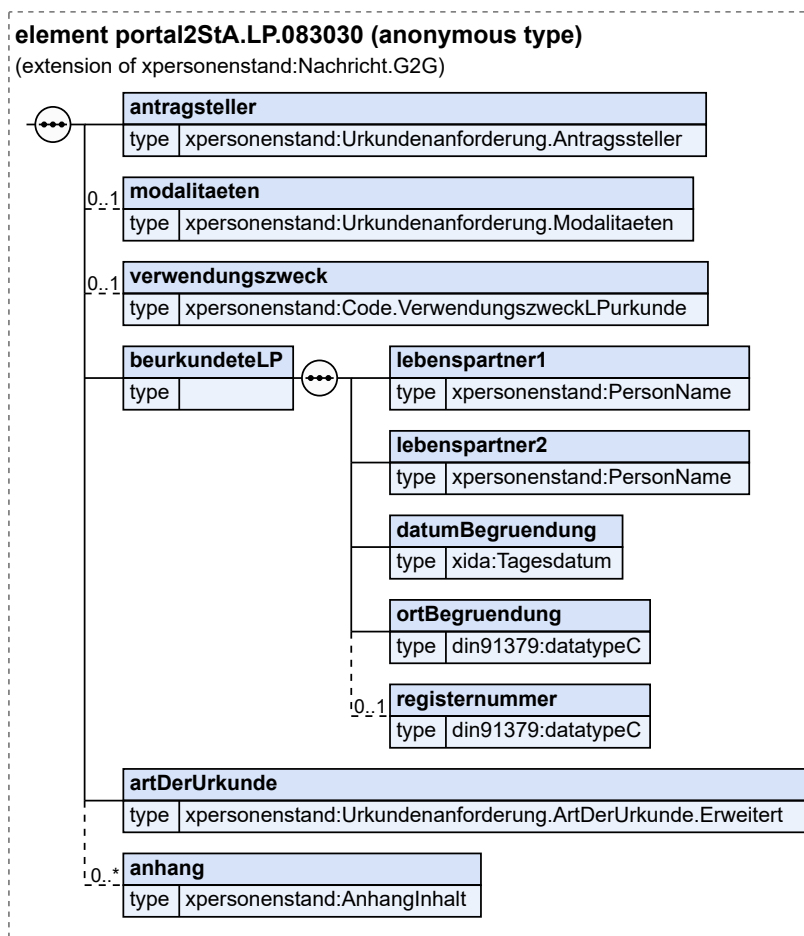 element portal2StA.LP.083030 (anonymous type)
(extension of xpersonenstand:Nachricht.G2G)
antragsteller
type xpersonenstand:Urkundenanforderung.Antragssteller
0..1 modalitaeten
type xpersonenstand:Urkundenanforderung.Modalitaeten
0..1 verwendungszweck
type xpersonenstand:Code.VerwendungszweckLPurkunde
beurkundeteLP
type
lebenspartner1
type xpersonenstand:PersonName
lebenspartner2
type xpersonenstand:PersonName
datumBegruendung
type xida:Tagesdatum
ortBegruendung
type din91379:datatypeC
0..1 registernummer
type din91379:datatypeC
artDerUrkunde
type xpersonenstand:Urkundenanforderung.ArtDerUrkunde.Erweitert
0..* anhang
type xpersonenstand:AnhangInhalt